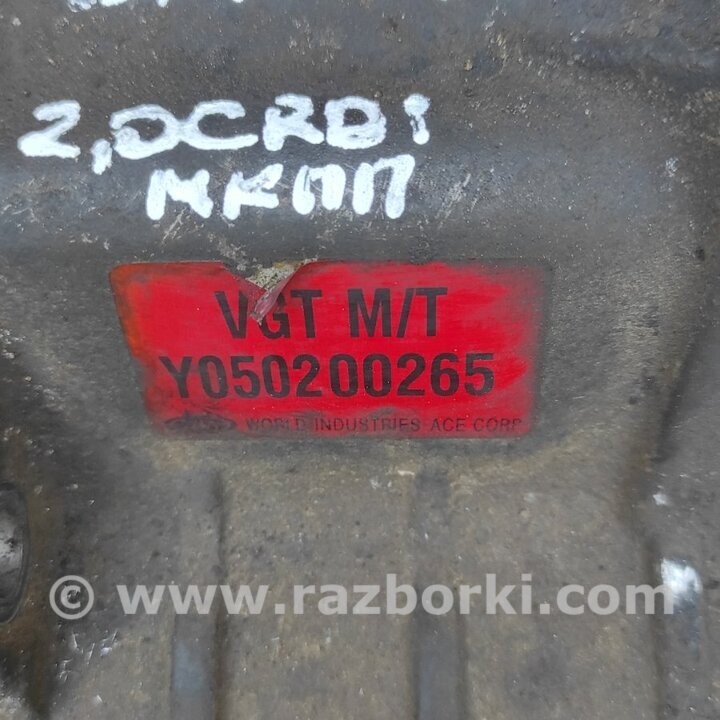 2,0CRDi
МКПП
VGT M/T
Y050200265
WORLD INDUSTRIES ACE CORP
© www.razborki.com